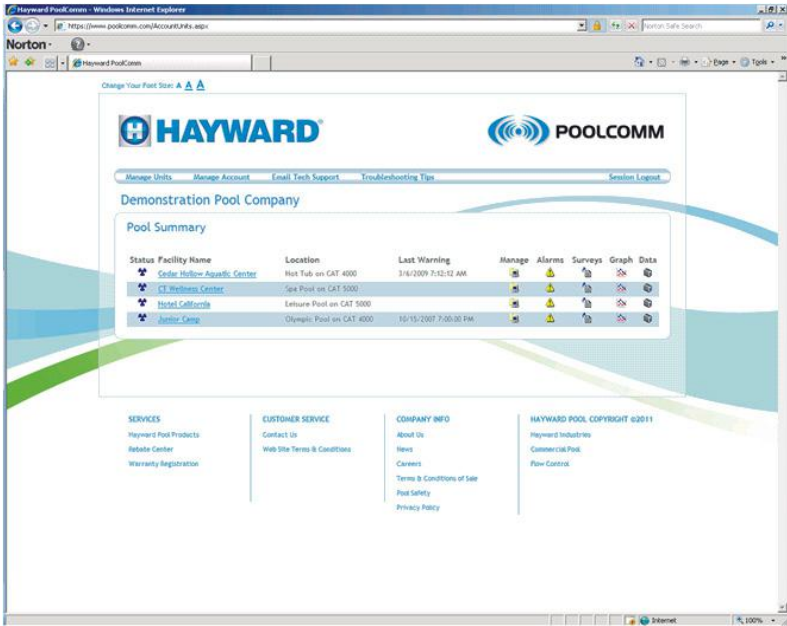 Hayward PoolComm - Windows Internet Explorer
https://www.poolcomm.com/AccountUnits.aspx
Norton Safe Search
Norton
Hayward PoolComm
Page
Tools
Change Your Font Size: A A A
HAYWARD
POOLCOMM
Manage Units Manage Account Email Tech Support Troubleshooting Tips Session Logout
Demonstration Pool Company
Pool Summary
Status Facility Name Location Last Warning Manage Alarms Surveys Graph Data
Cedar Hollow Aquatic Center Hot Tub on CAT 4000 3/6/2009 7:12:12 AM
CT Wellness Center Spa Pool on CAT 5000
Hotel California Leisure Pool on CAT 5000
Junior Camp Olympic Pool on CAT 4000 10/15/2007 7:00:00 PM
SERVICES CUSTOMER SERVICE COMPANY INFO HAYWARD POOL COPYRIGHT ©2011
Hayward Pool Products Contact Us About Us Hayward Industries
Rebate Center Web Site Terms & Conditions News Commercial Pool
Warranty Registration Careers Flow Control
Terms & Conditions of Sale
Pool Safety
Privacy Policy
Internet 100%